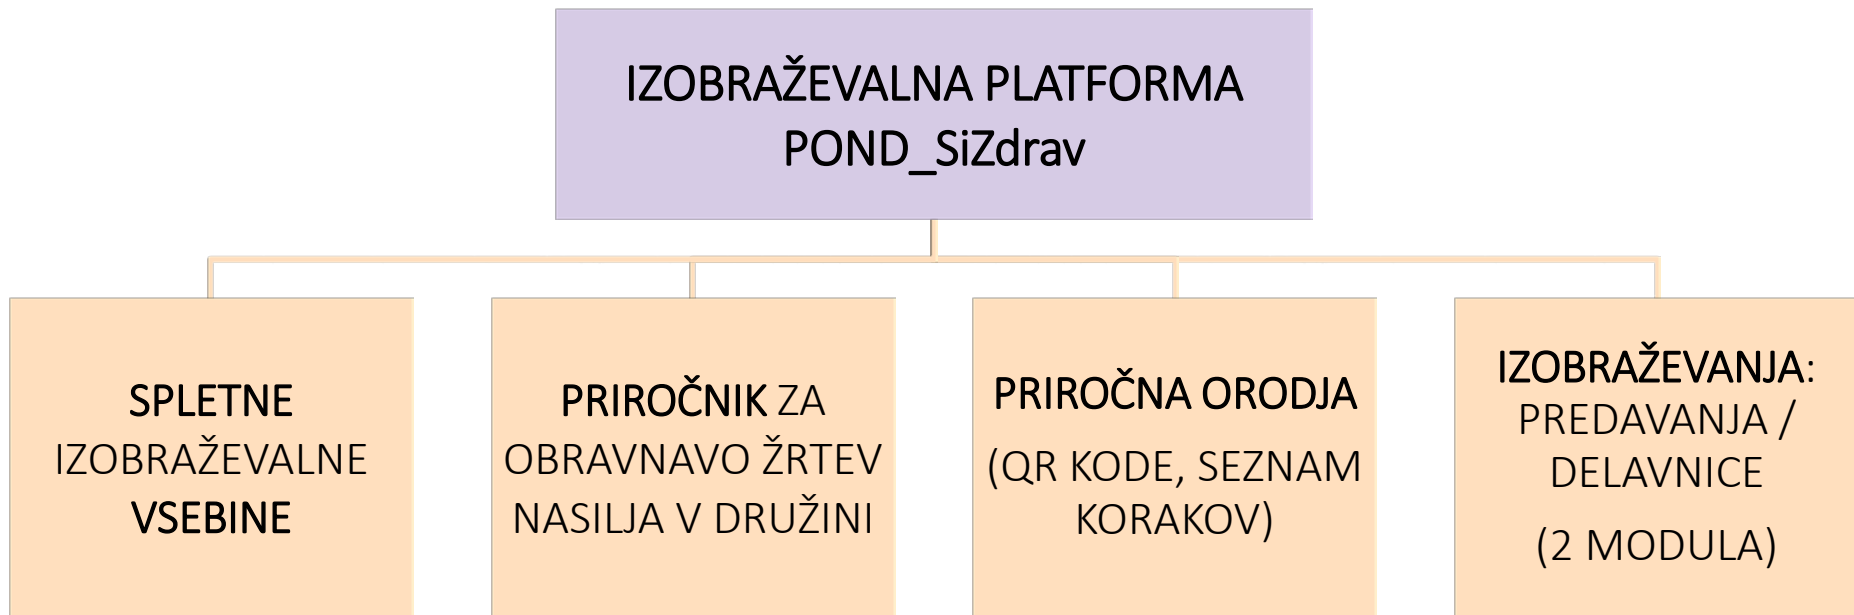 IZOBRAŽEVALNA PLATFORMA
POND_SiZdrav
SPLETNE
IZOBRAŽEVALNE
VSEBINE
PRIROČNIK ZA
OBRAVNAVO ŽRTEV
NASILJA V DRUŽINI
PRIROČNA ORODJA
(QR KODE, SEZNAM
KORAKOV)
IZOBRAŽEVANJA:
PREDAVANJA /
DELAVNICE
(2 MODULA)